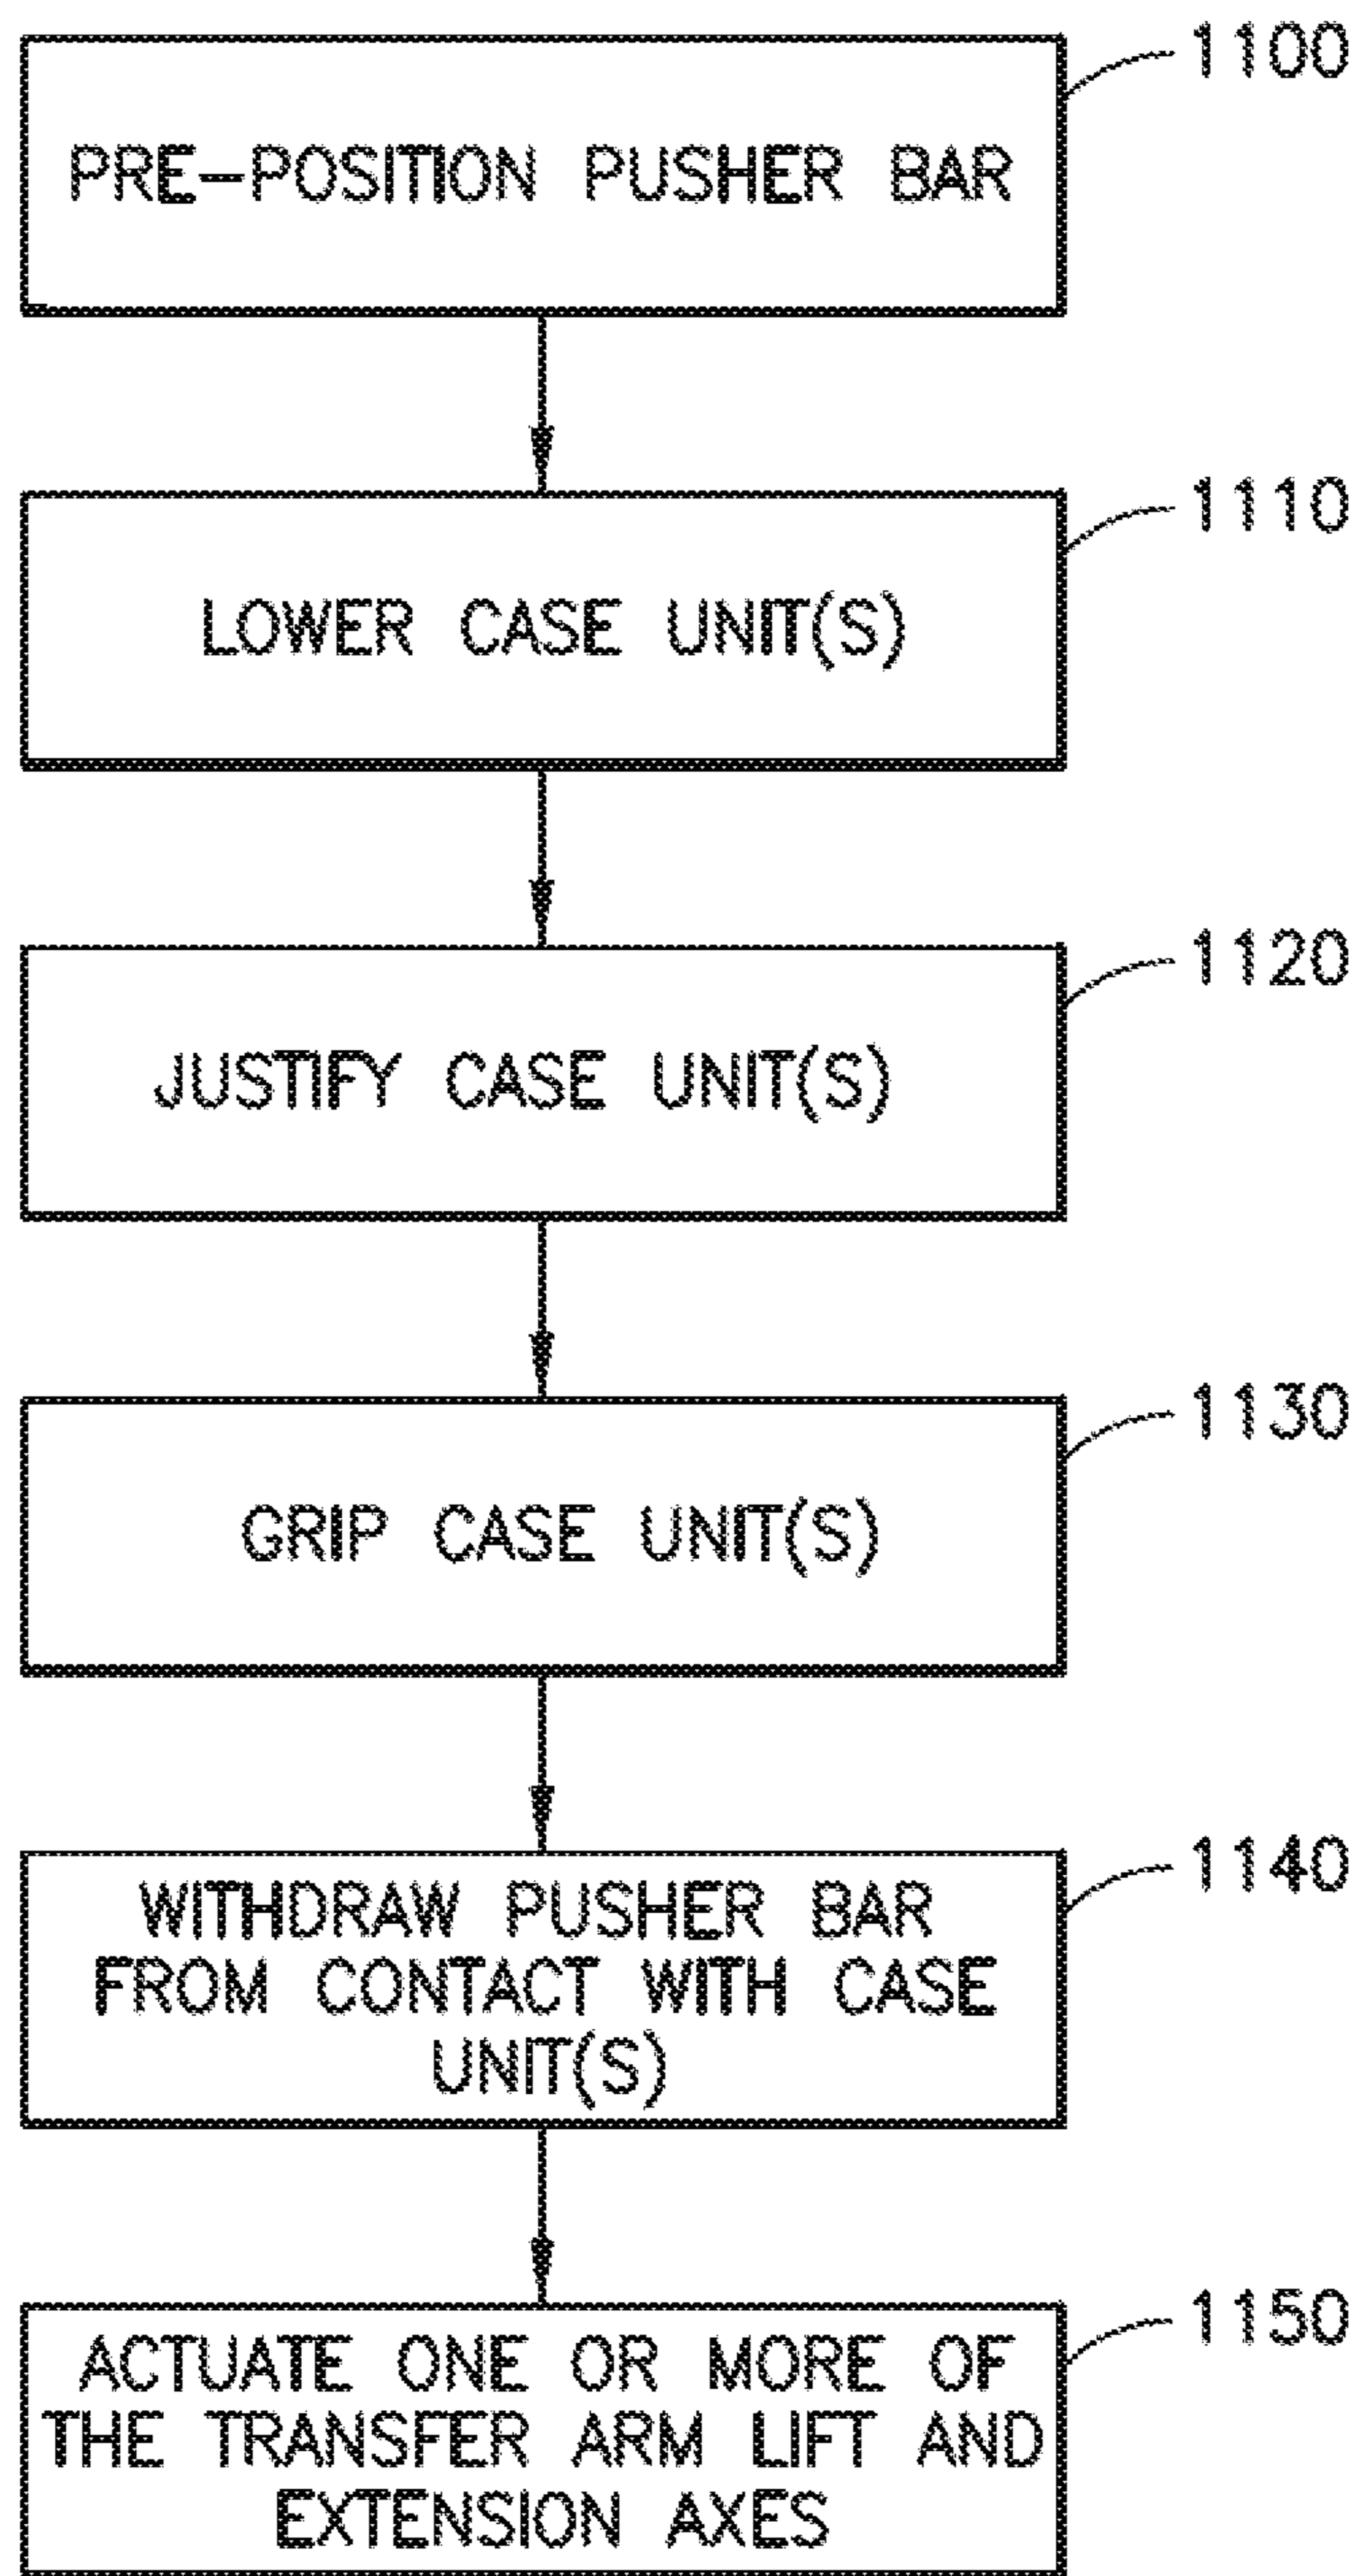 1100
PRE-POSITION PUSHER BAR
1110
LOWER CASE UNIT(S)
1120
JUSTIFY CASE UNIT(S)
1130
GRIP CASE UNIT(S)
1140
WITHDRAW PUSHER BAR
FROM CONTACT WITH CASE
UNIT(S)
1150
ACTUATE ONE OR MORE OF
THE TRANSFER ARM LIFT AND
EXTENSION AXES